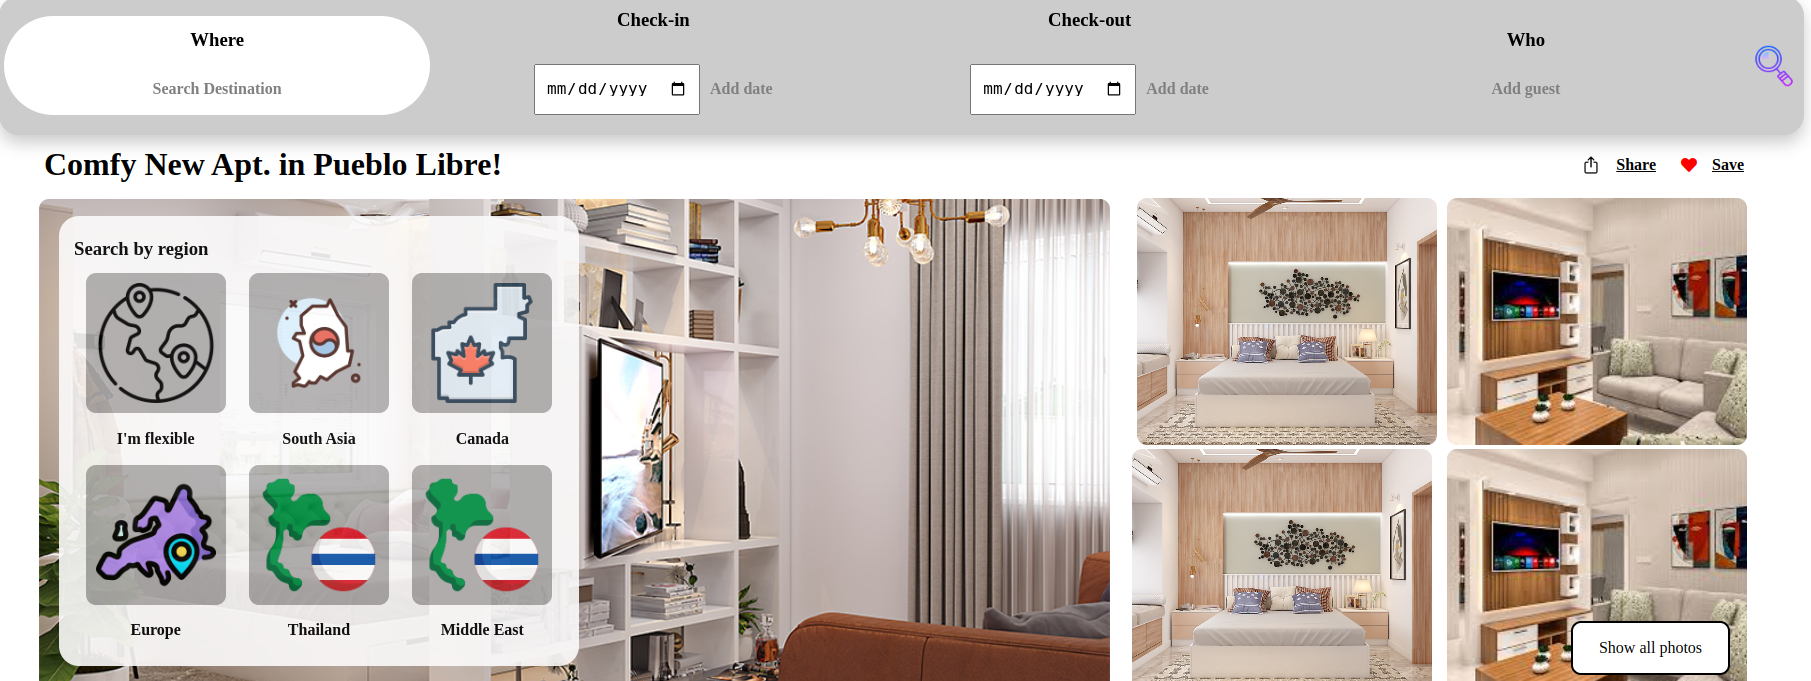 Where
Search Destination
Check-in
mm/dd/yyyy Add date
Check-out
mm/dd/yyyy Add date
Who
Add guest
Comfy New Apt. in Pueblo Libre!
Share
Save
Search by region
I'm flexible
South Asia
Canada
Europe
Thailand
Middle East
Show all photos